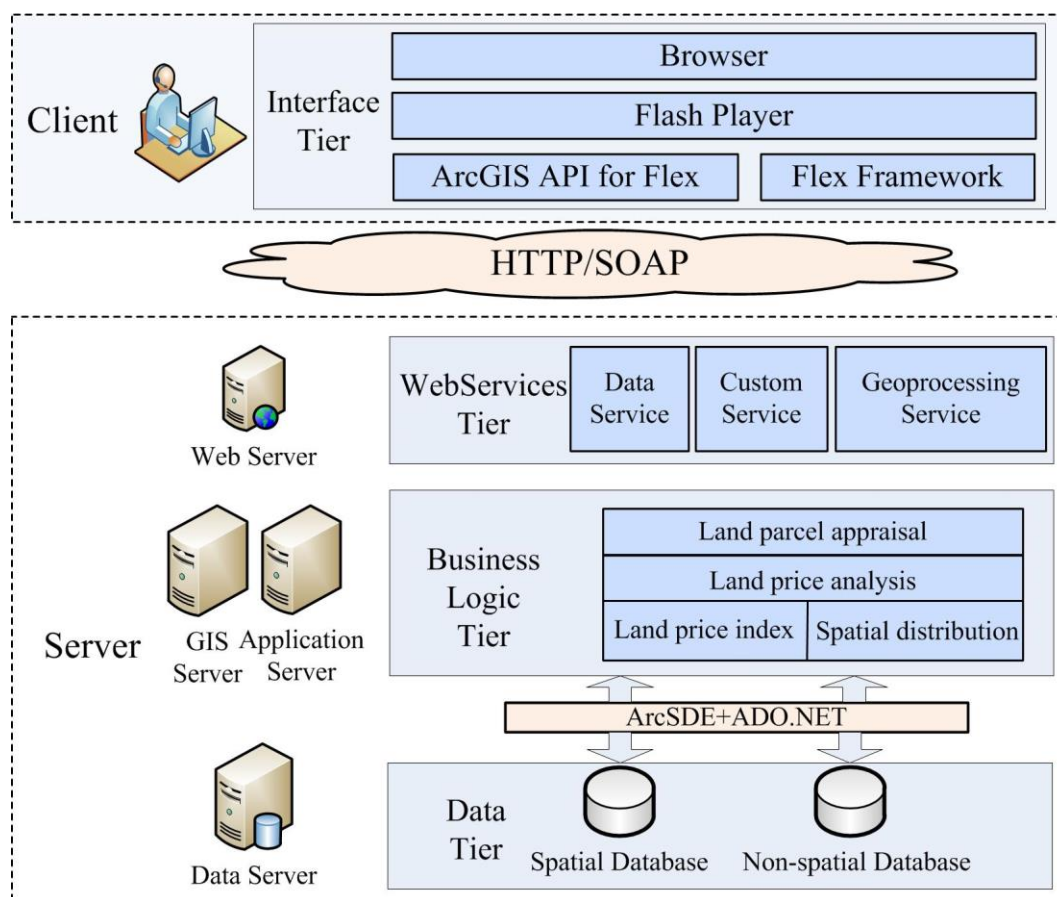 Client
Interface
Tier
Browser
Flash Player
ArcGIS API for Flex
Flex Framework
HTTP/SOAP
Server
Web Server
WebServices
Tier
Data
Service
Custom
Service
Geoprocessing
Service
GIS
Server
Application
Server
Business
Logic
Tier
Land parcel appraisal
Land price analysis
Land price index
Spatial distribution
ArcSDE+ADO.NET
Data Server
Data
Tier
Spatial Database
Non-spatial Database